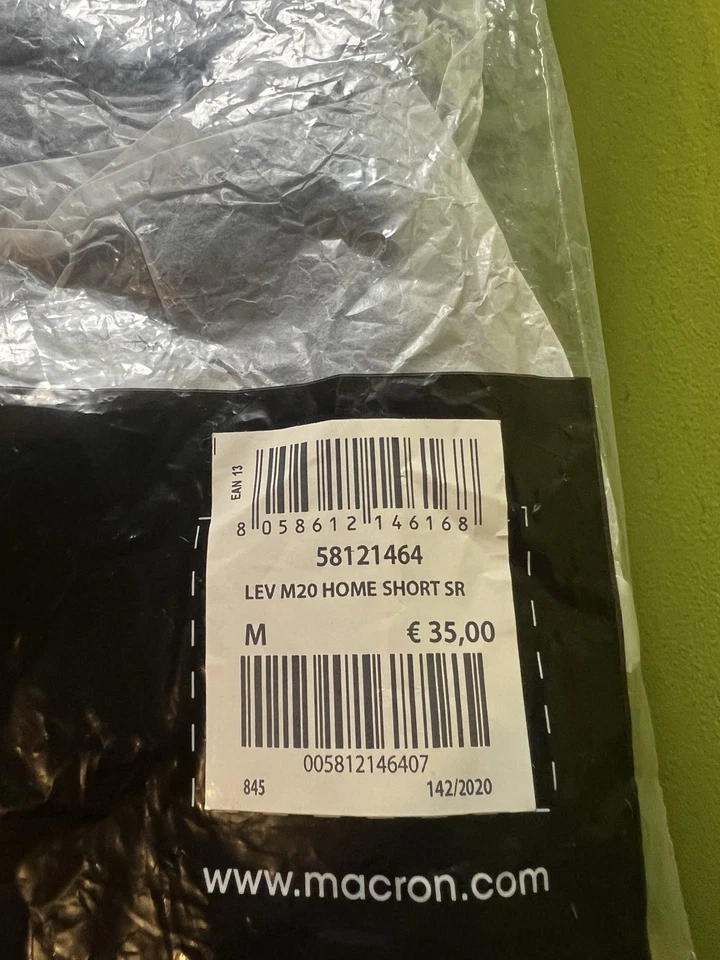 EAN 13
8 058612 146168
58121464
LEV M20 HOME SHORT SR
M € 35,00
005812146407
845 142/2020
www.macron.com